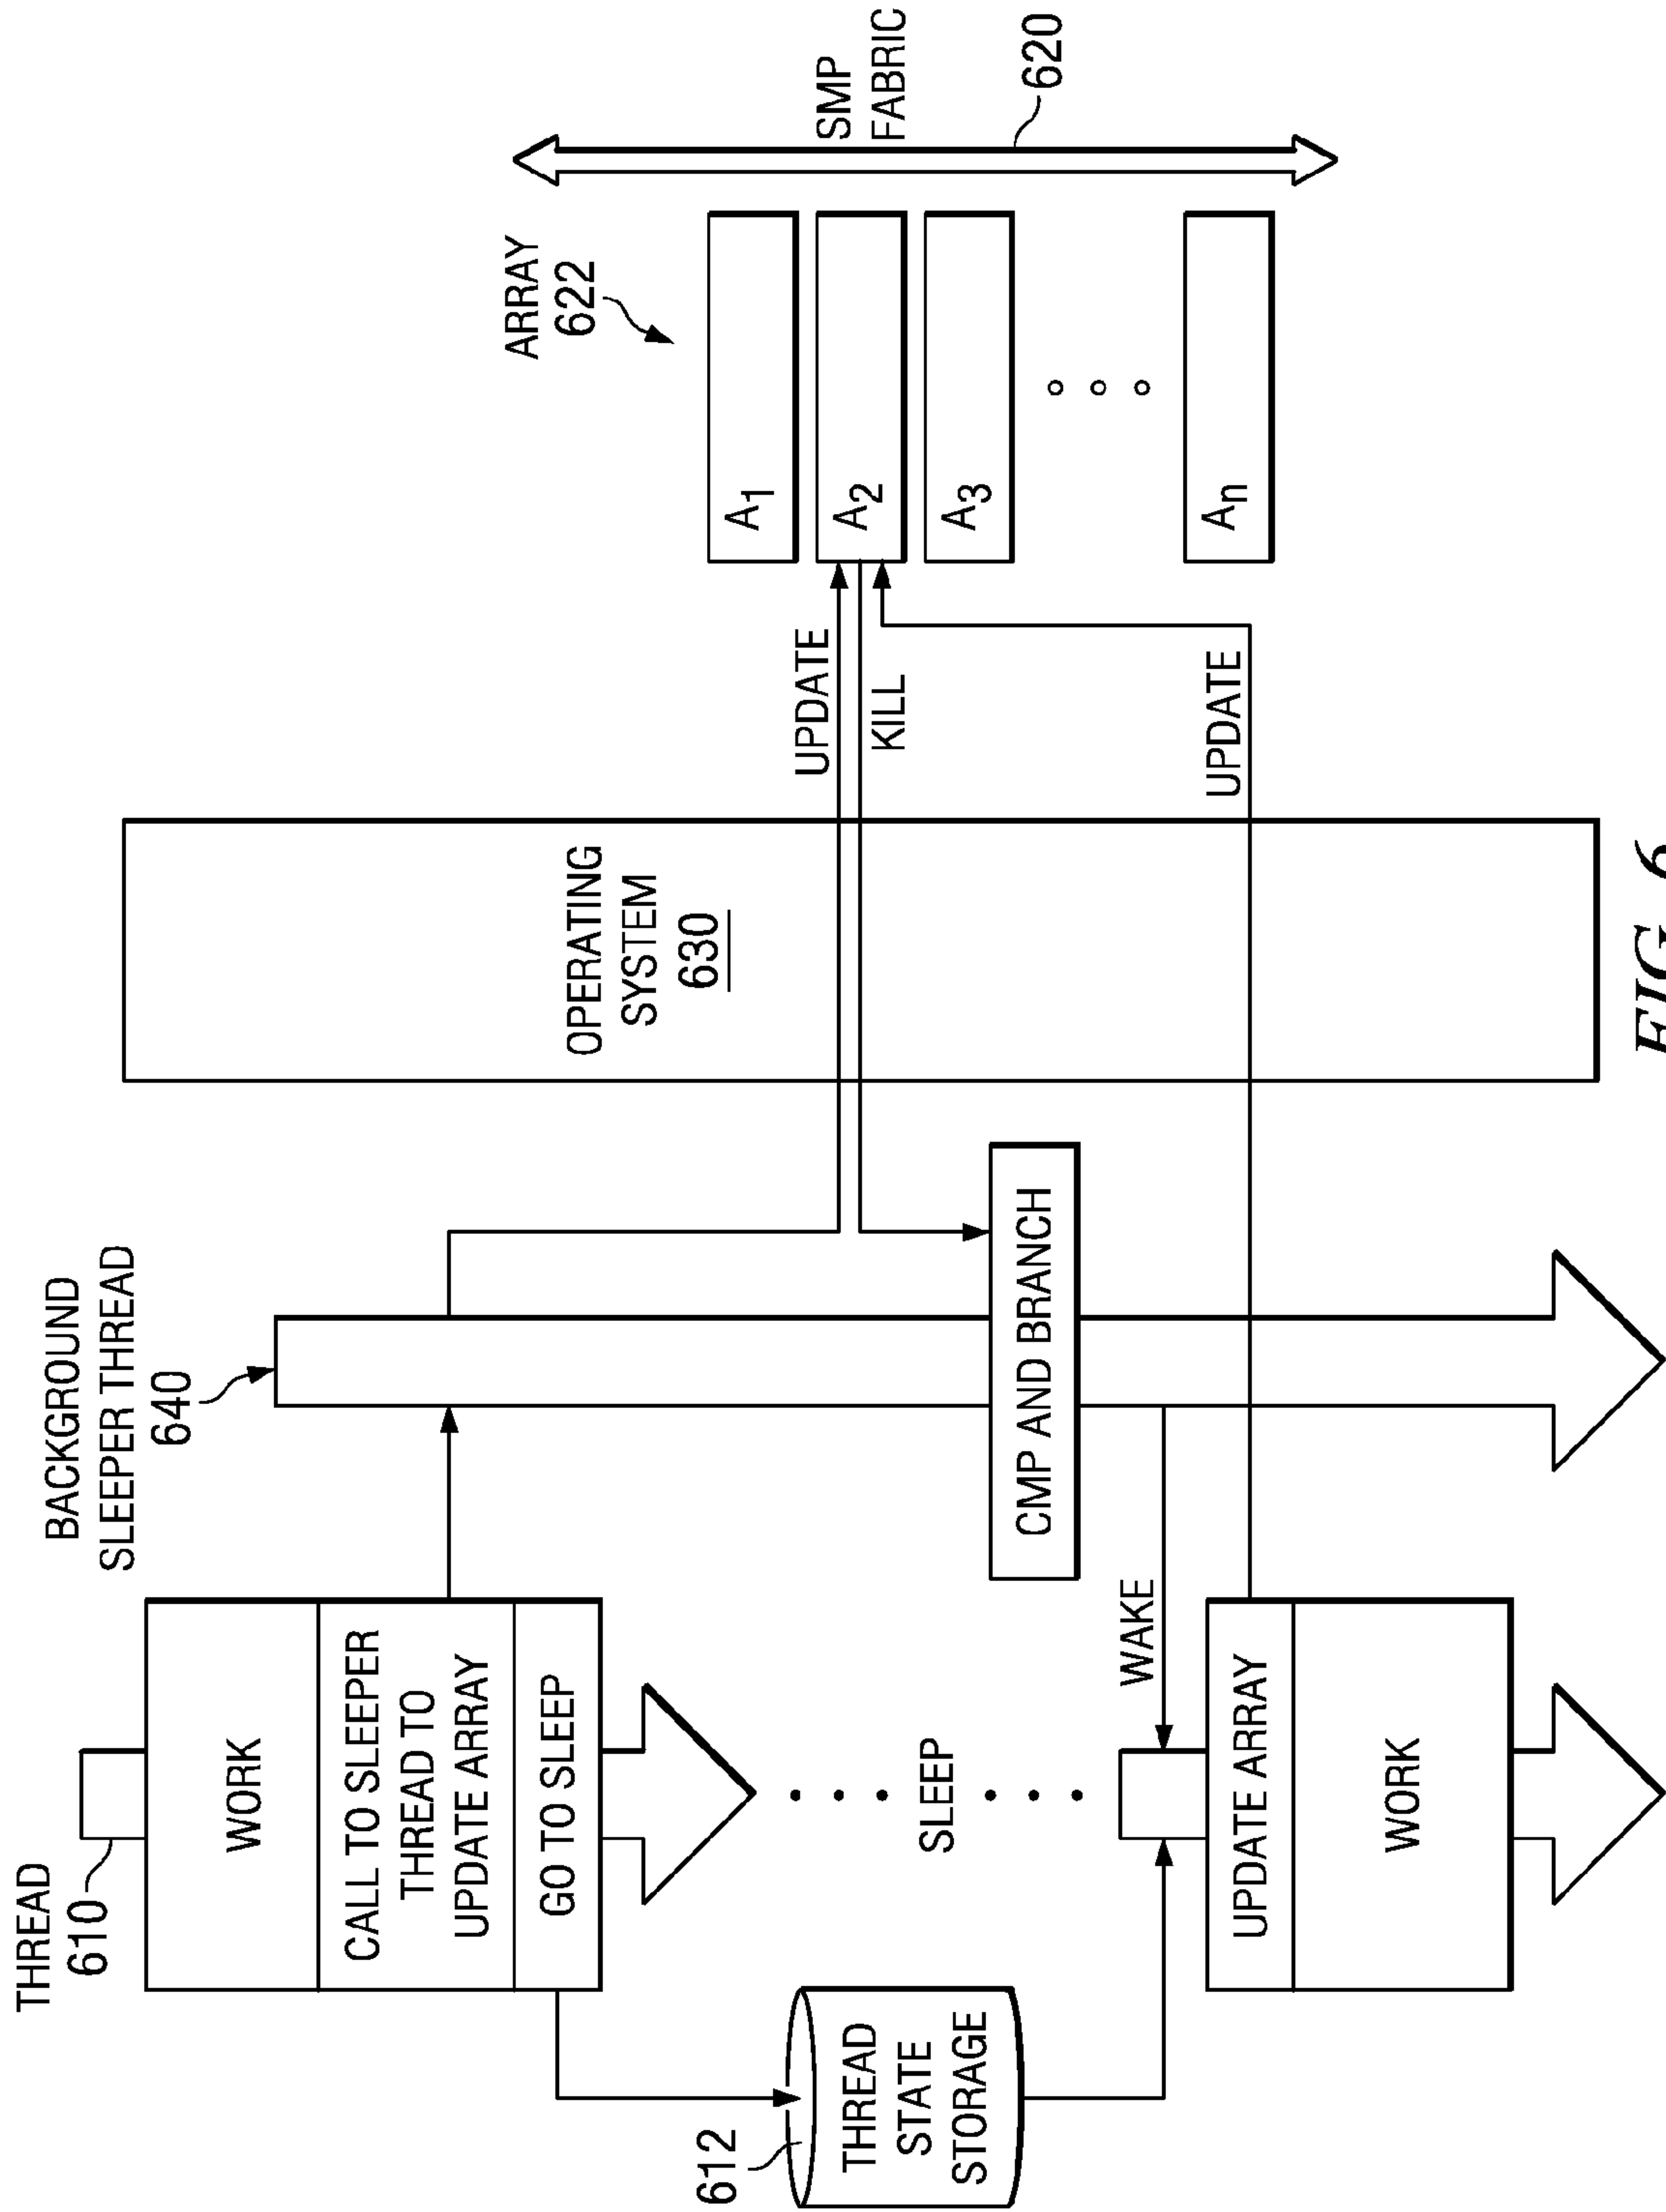 THREAD
610
WORK
CALL TO SLEEPER
THREAD TO
UPDATE ARRAY
GO TO SLEEP
612
THREAD
STATE
STORAGE
SLEEP
WAKE
UPDATE ARRAY
WORK
BACKGROUND
SLEEPER THREAD
640
CMP AND BRANCH
OPERATING
SYSTEM
630
UPDATE
KILL
UPDATE
ARRAY
622
A1
A2
A3
An
SMP
FABRIC
620
FIG. 6